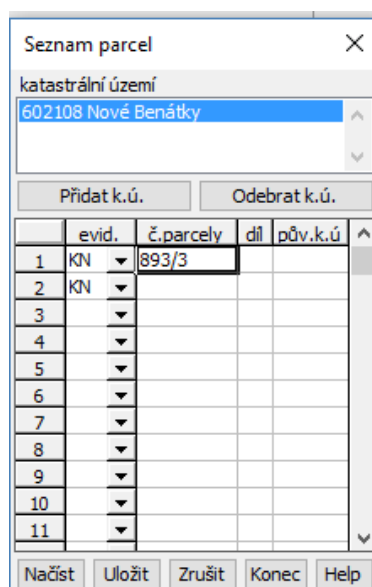 Seznam parcel
katastrální území
602108 Nové Benátky
Přidat k.ú. Odebrat k.ú.
evid. č.parcely díl pův.k.ú
1 KN 893/3
2 KN
3
4
5
6
7
8
9
10
11
Načíst Uložit Zrušit Konec Help